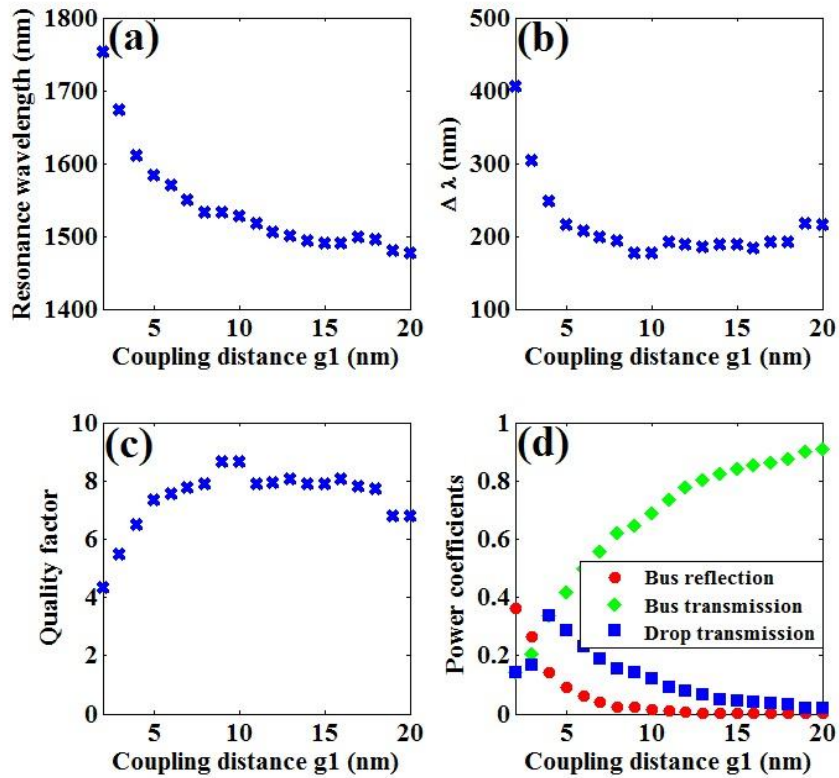 (a)
Resonance wavelength (nm)
1800
1700
1600
1500
1400
5 10 15 20
Coupling distance g1 (nm)
(b)
Δ λ (nm)
500
400
300
200
100
5 10 15 20
Coupling distance g1 (nm)
(c)
Quality factor
10
8
6
4
2
0
5 10 15 20
Coupling distance g1 (nm)
(d)
Power coefficients
1
0.8
0.6
0.4
0.2
0
Bus reflection
Bus transmission
Drop transmission
5 10 15 20
Coupling distance g1 (nm)